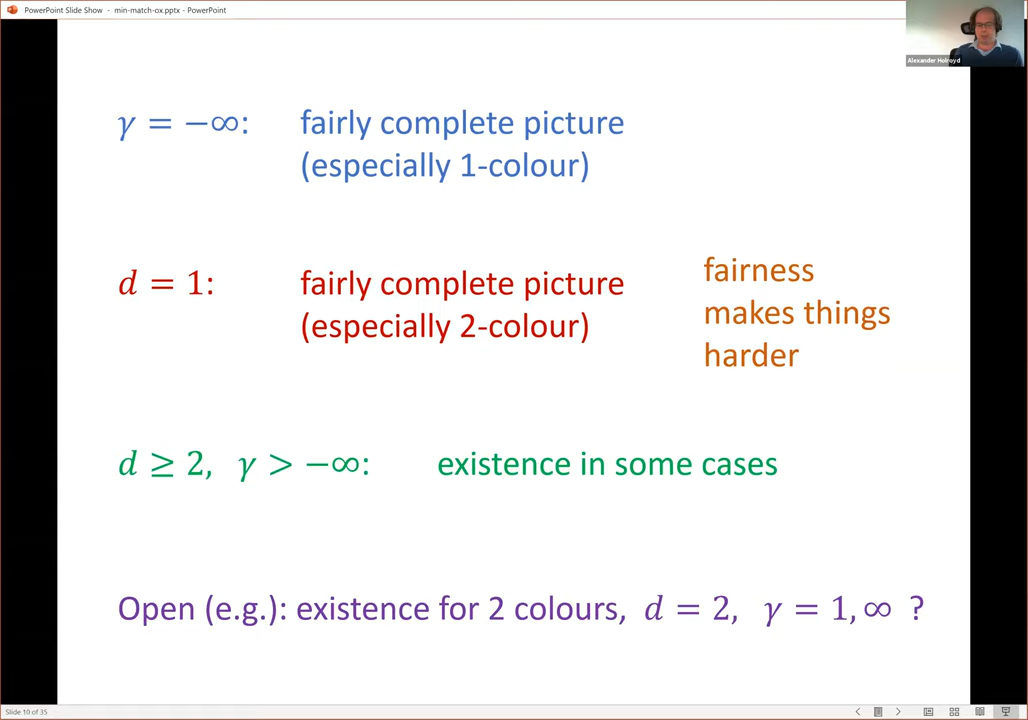 PowerPoint Slide Show - min-match-ox.pptx - PowerPoint
Alexander Holroyd
γ = −∞: fairly complete picture
(especially 1-colour)
d = 1: fairly complete picture
(especially 2-colour)
fairness
makes things
harder
d ≥ 2, γ > −∞: existence in some cases
Open (e.g.): existence for 2 colours, d = 2, γ = 1, ∞ ?
Slide 10 of 35